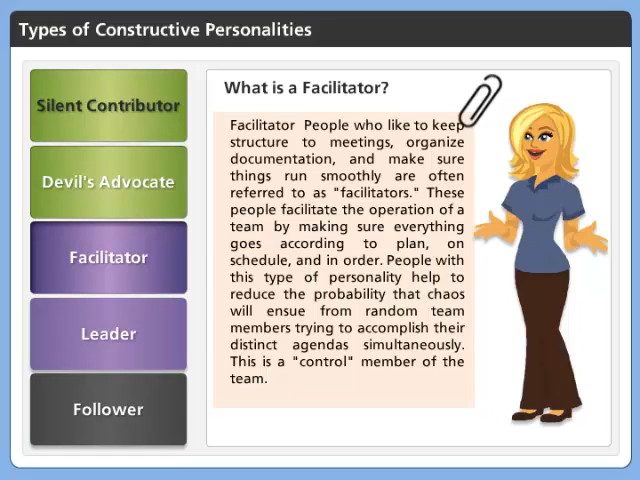 Types of Constructive Personalities
Silent Contributor
Devil's Advocate
Facilitator
Leader
Follower
What is a Facilitator?
Facilitator People who like to keep
structure to meetings, organize
documentation, and make sure
things run smoothly are often
referred to as "facilitators." These
people facilitate the operation of a
team by making sure everything
goes according to plan, on
schedule, and in order. People with
this type of personality help to
reduce the probability that chaos
will ensue from random team
members trying to accomplish their
distinct agendas simultaneously.
This is a "control" member of the
team.